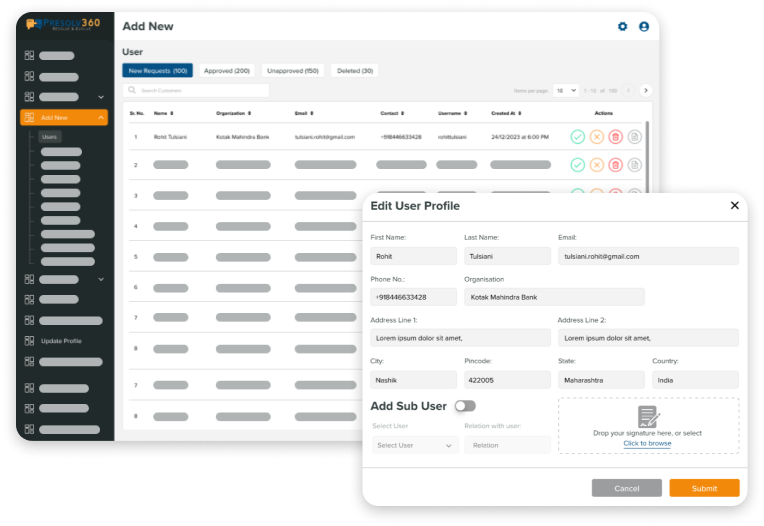 PRESOLV360
RESOLVE & EVOLVE
Add New
Users
Update Profile
Add New
User
New Requests (100)
Approved (200)
Unapproved (150)
Deleted (30)
Search Customers
Items per page:
10
1 - 10 of 100
Sr.No. Name Organization Email Contact Username Created At Actions
1 Rohit Tulsiani Kotak Mahindra Bank tulsiani.rohit@gmail.com +918446633428 rohittulsiani 24/12/2023 at 6:00 PM
2
3
4
5
6
7
8
7
8
Edit User Profile
First Name: Last Name: Email:
Rohit Tulsiani tulsiani.rohit@gmail.com
Phone No.: Organisation
+918446633428 Kotak Mahindra Bank
Address Line 1: Address Line 2:
Lorem ipsum dolor sit amet, Lorem ipsum dolor sit amet,
City: Pincode: State: Country:
Nashik 422005 Maharashtra India
Add Sub User
Select User Relation with user:
Select User Relation
Drop your signature here, or select
Click to browse
Cancel Submit